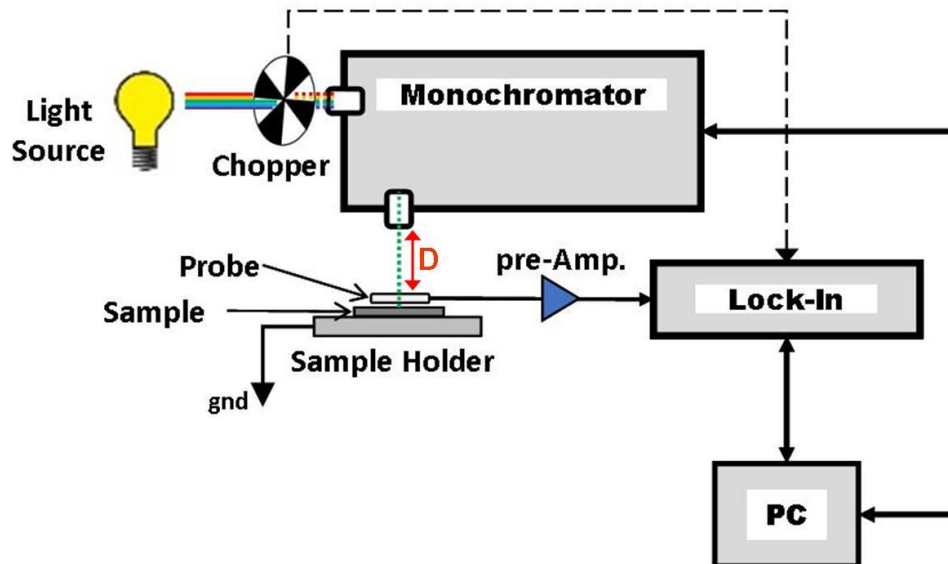 Light
Source
Chopper
Monochromator
D
Probe
Sample
pre-Amp.
Lock-In
Sample Holder
gnd
PC